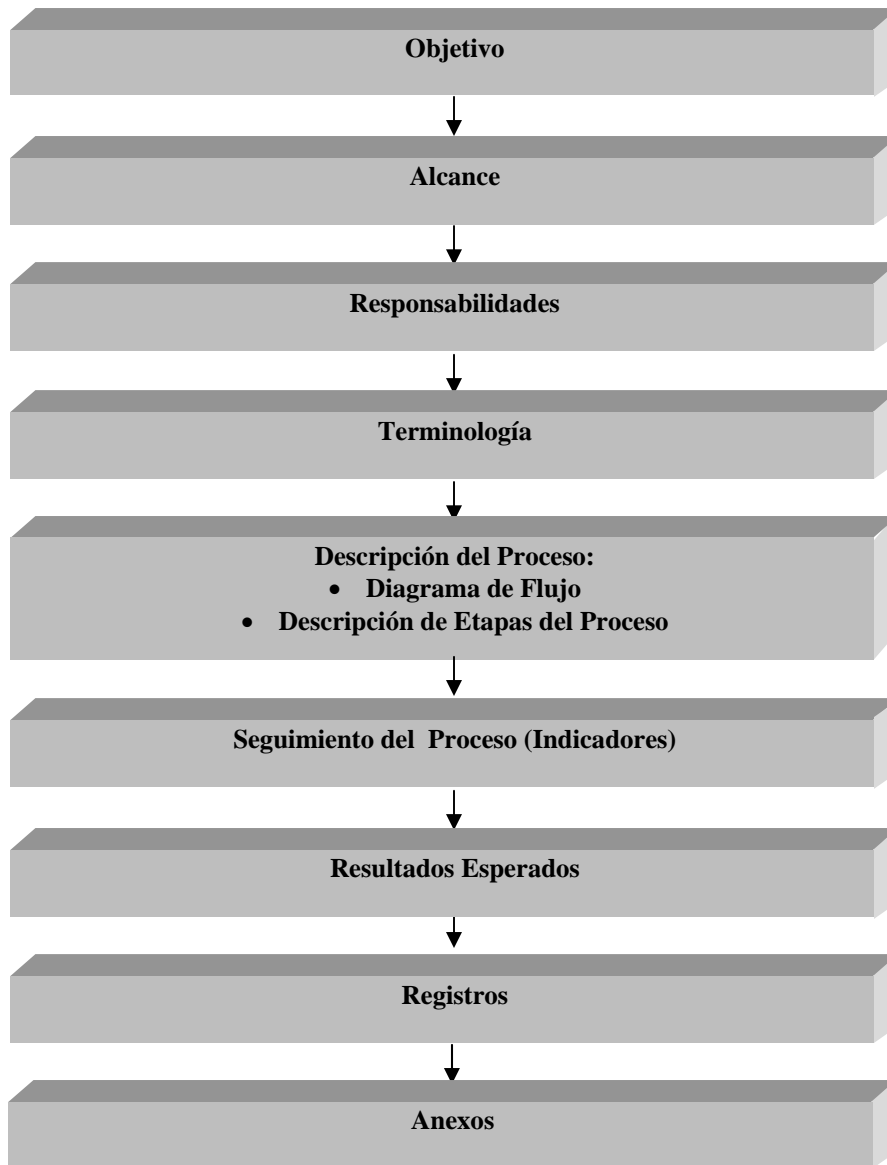 Objetivo
Alcance
Responsabilidades
Terminología
Descripción del Proceso:
• Diagrama de Flujo
• Descripción de Etapas del Proceso
Seguimiento del  Proceso (Indicadores)
Resultados Esperados
Registros
Anexos